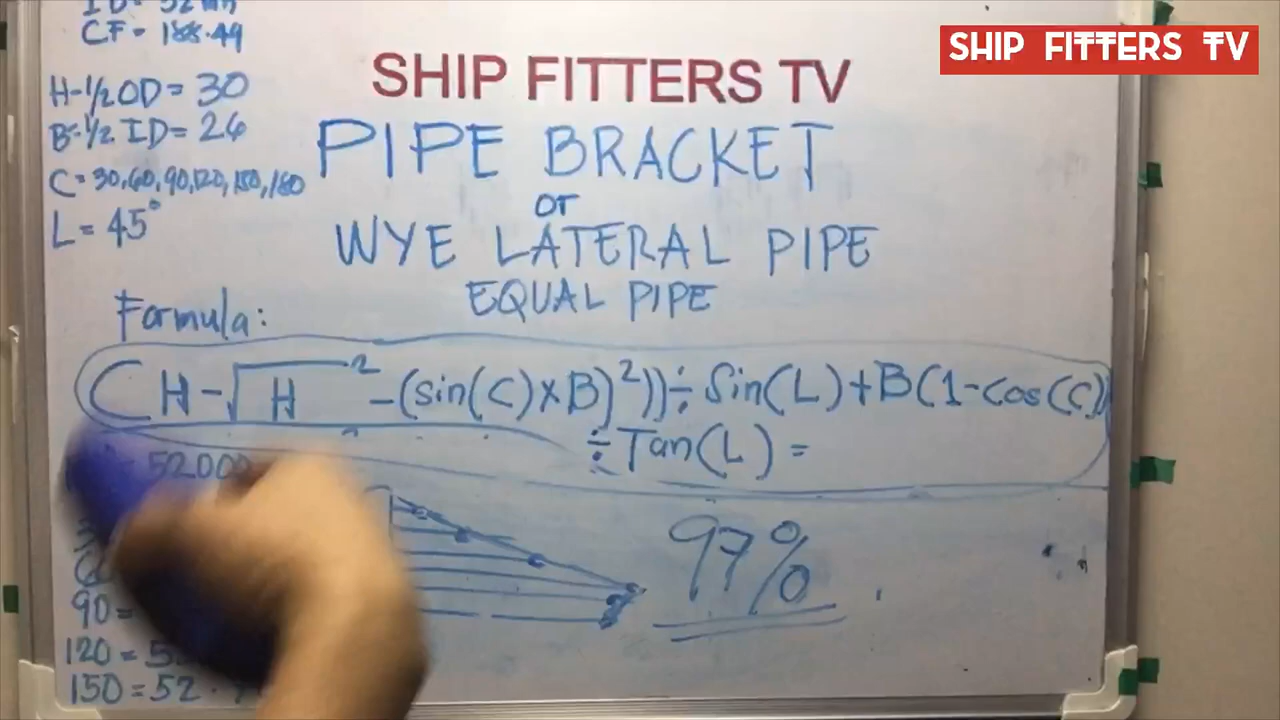 SHIP FITTERS TV
CF = 188.49
H-1/2 OD = 30
B-1/2 ID = 26
C = 30,60,90,120,150,180
L = 45°
SHIP FITTERS TV
PIPE BRACKET
or
WYE LATERAL PIPE
EQUAL PIPE
Formula:
(H-√H²-(sin(C)×B)²))÷Sin(L)+B(1-cos(C))
÷Tan(L) =
97%
90 =
120 =
150 = 52.